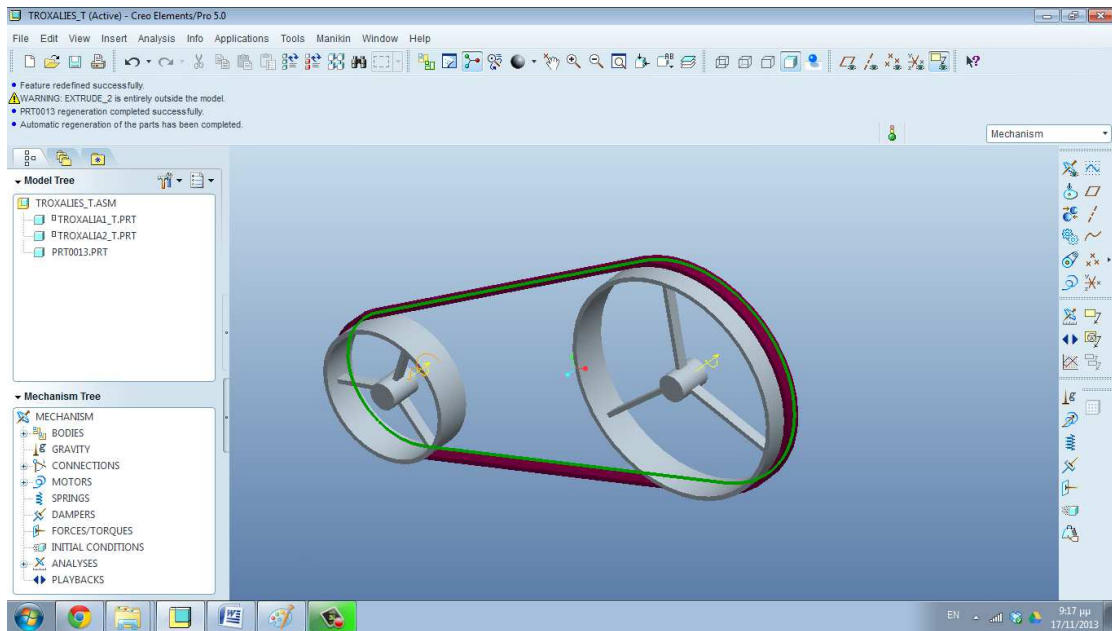 TROXALIES_T (Active) - Creo Elements/Pro 5.0
File Edit View Insert Analysis Info Applications Tools Manikin Window Help
• Feature redefined successfully.
WARNING: EXTRUDE_2 is entirely outside the model.
• PRT0013 regeneration completed successfully.
• Automatic regeneration of the parts has been completed.
Mechanism
Model Tree
TROXALIES_T.ASM
TROXALIA1_T.PRT
TROXALIA2_T.PRT
PRT0013.PRT
Mechanism Tree
MECHANISM
BODIES
GRAVITY
CONNECTIONS
MOTORS
SPRINGS
DAMPERS
FORCES/TORQUES
INITIAL CONDITIONS
ANALYSES
PLAYBACKS
EN
9:17 μμ
17/11/2013